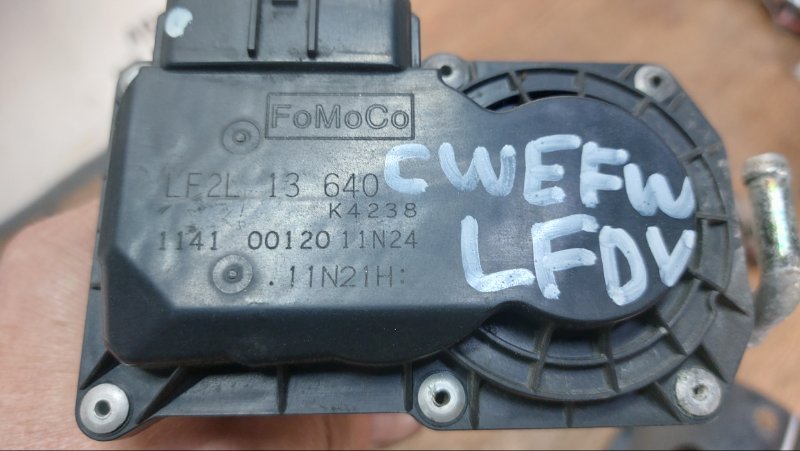 FoMoCo
LF2L 13 640
K4238
1141 00120 11N24
.11N21H:
CWEFW
LFDV